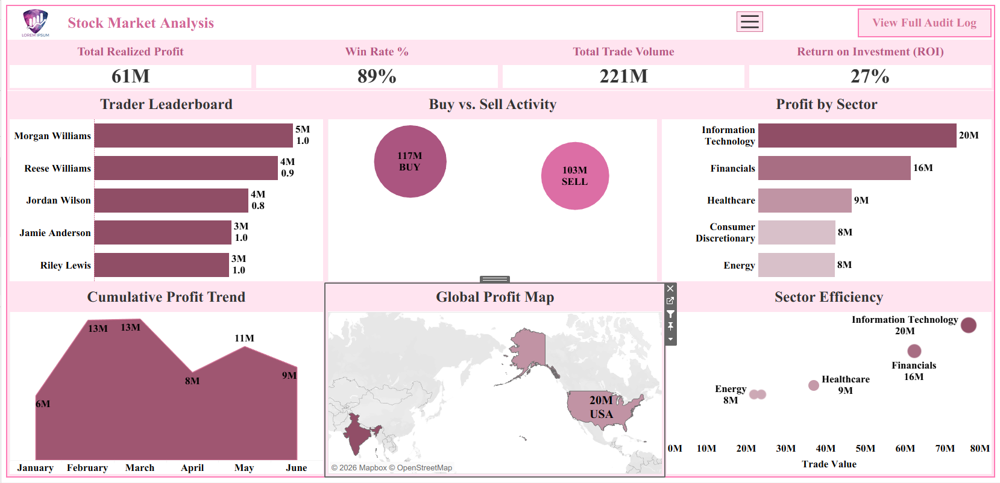 LOREM IPSUM
Stock Market Analysis
View Full Audit Log
Total Realized Profit
Win Rate %
Total Trade Volume
Return on Investment (ROI)
61M
89%
221M
27%
Trader Leaderboard
Morgan Williams
5M
1.0
Reese Williams
4M
0.9
Jordan Wilson
4M
0.8
Jamie Anderson
3M
1.0
Riley Lewis
3M
1.0
Buy vs. Sell Activity
117M
BUY
103M
SELL
Profit by Sector
Information
Technology
20M
Financials
16M
Healthcare
9M
Consumer
Discretionary
8M
Energy
8M
Cumulative Profit Trend
6M
13M
13M
8M
11M
9M
January
February
March
April
May
June
Global Profit Map
20M
USA
© 2026 Mapbox © OpenStreetMap
Sector Efficiency
Information Technology
20M
Financials
16M
Healthcare
9M
Energy
8M
0M
10M
20M
30M
40M
50M
60M
70M
80M
Trade Value